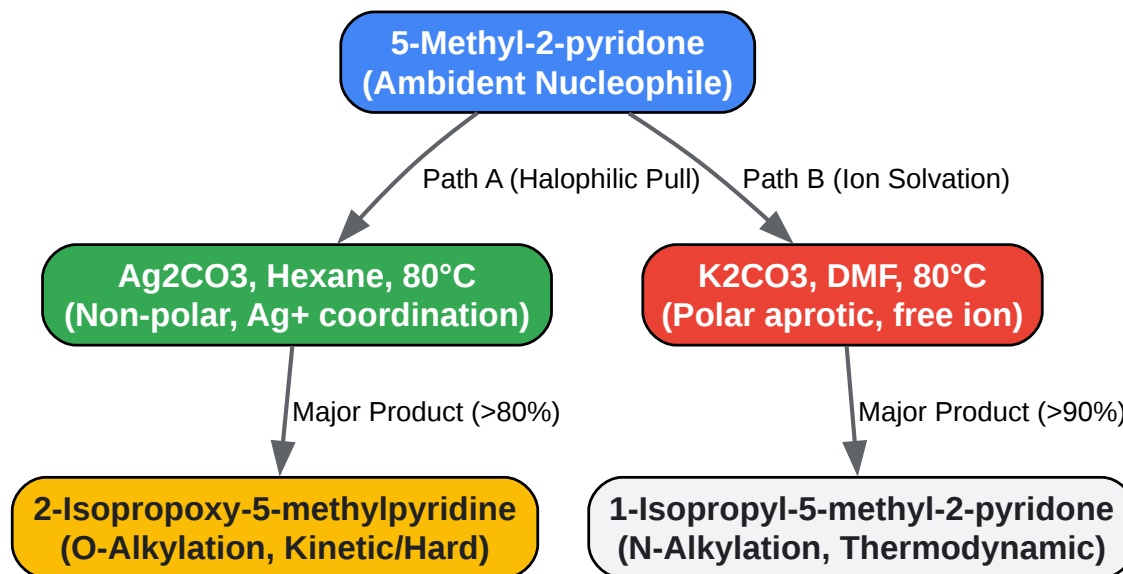 5-Methyl-2-pyridone
(Ambident Nucleophile)
Path A (Halophilic Pull)
Path B (Ion Solvation)
Ag2CO3, Hexane, 80°C
(Non-polar, Ag+ coordination)
K2CO3, DMF, 80°C
(Polar aprotic, free ion)
Major Product (>80%)
Major Product (>90%)
2-Isopropoxy-5-methylpyridine
(O-Alkylation, Kinetic/Hard)
1-Isopropyl-5-methyl-2-pyridone
(N-Alkylation, Thermodynamic)